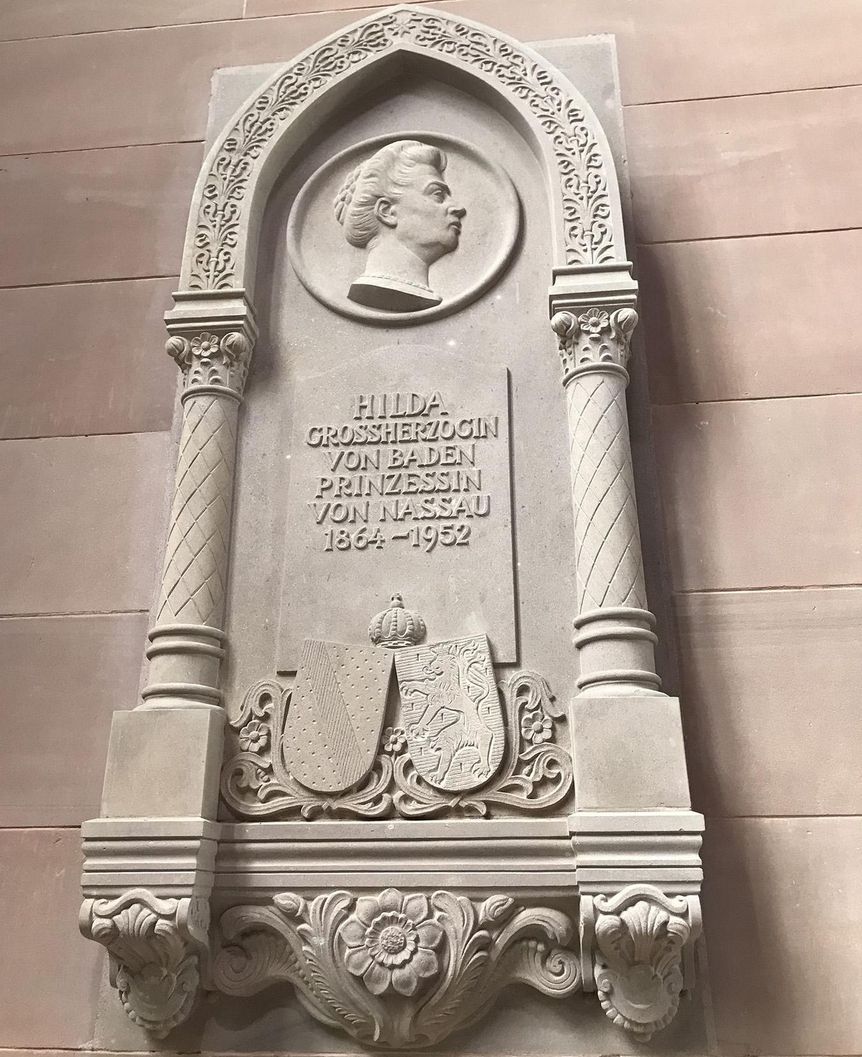 HILDA
GROSSHERZOGIN
VON BADEN
PRINZESSIN
VON NASSAU
1864-1952